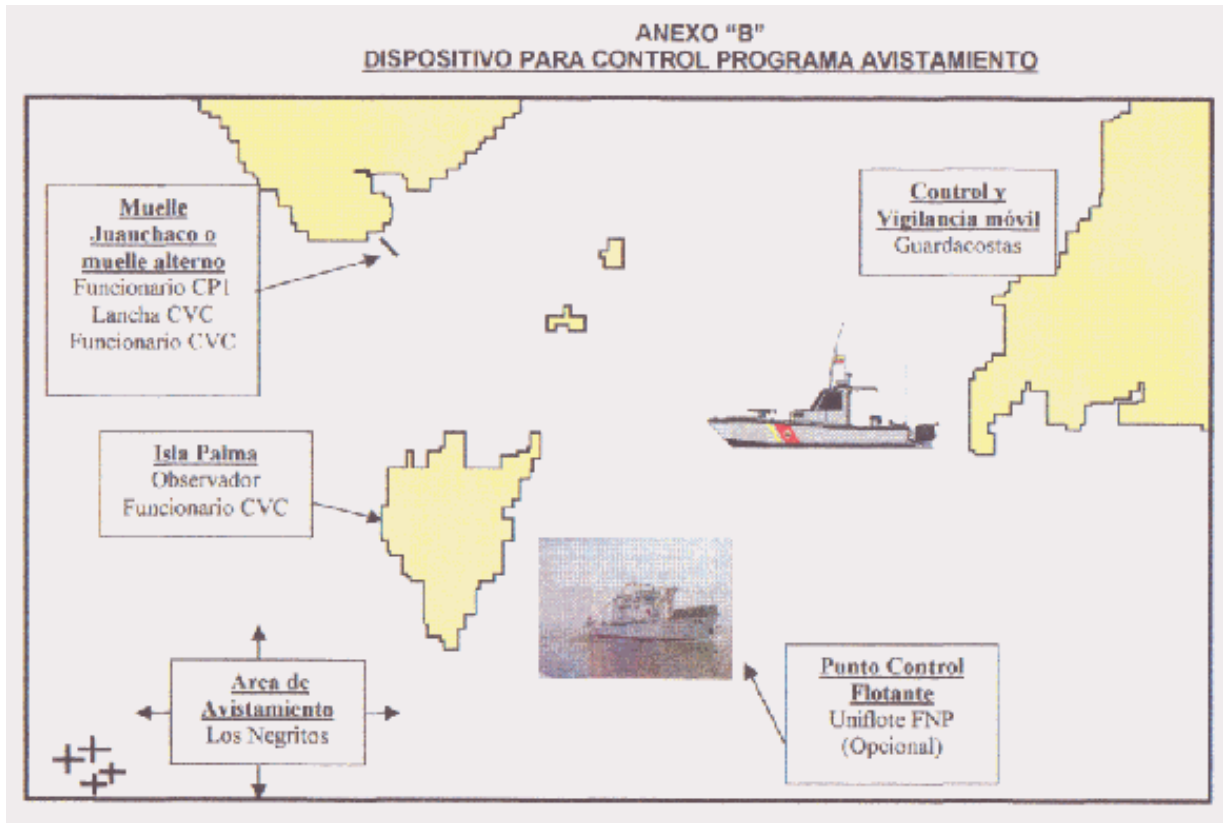 ANEXO “B”
DISPOSITIVO PARA CONTROL PROGRAMA AVISTAMIENTO
Muelle
Juanchaco o
muelle alterno
Funcionario CP1
Lancha CVC
Funcionario CVC
Control y
Vigilancia móvil
Guardacostas
Isla Palma
Observador
Funcionario CVC
Area de
Avistamiento
Los Negritos
Punto Control
Flotante
Uniflote FNP
(Opcional)